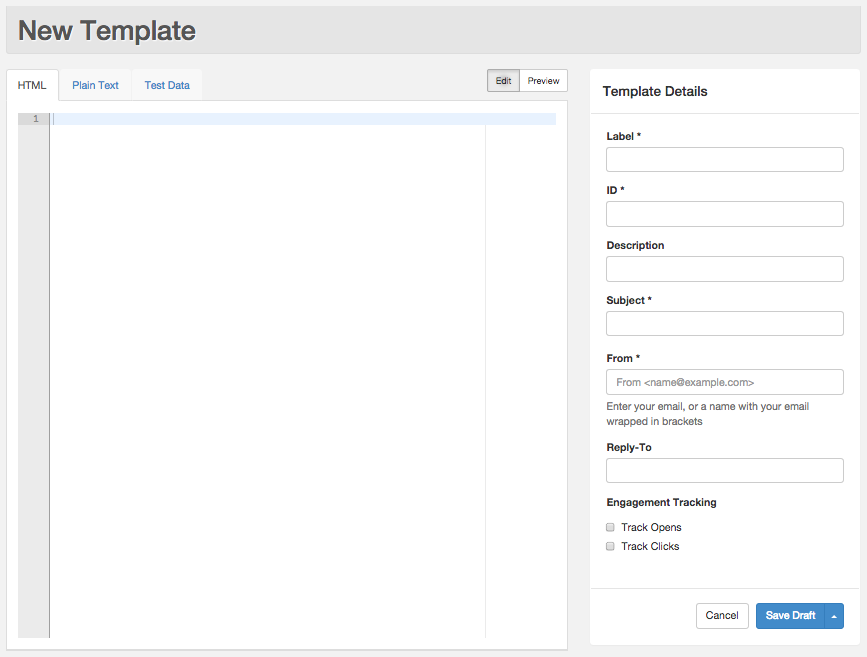 New Template
HTML Plain Text Test Data
Edit Preview
1
Template Details
Label *
ID *
Description
Subject *
From *
From <name@example.com>
Enter your email, or a name with your email
wrapped in brackets
Reply-To
Engagement Tracking
Track Opens
Track Clicks
Cancel Save Draft